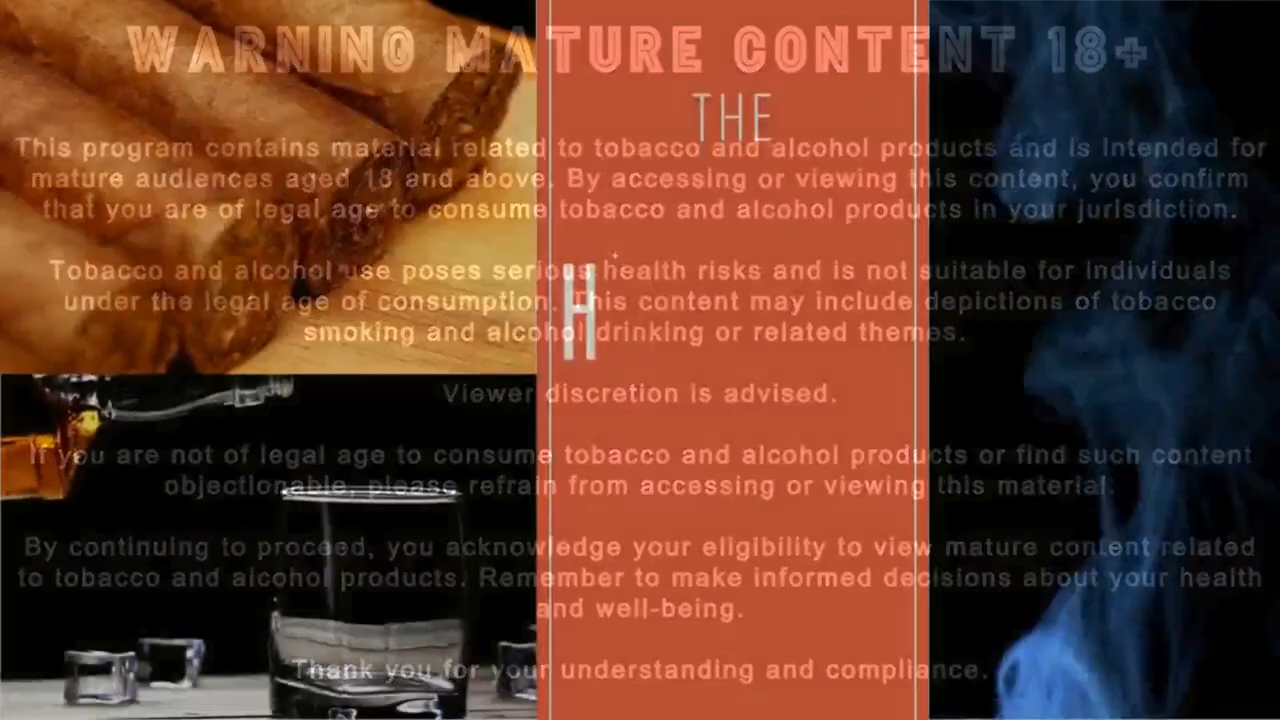 WARNING MATURE CONTENT 18+
THE
This program contains material related to tobacco and alcohol products and is intended for
mature audiences aged 18 and above. By accessing or viewing this content, you confirm
that you are of legal age to consume tobacco and alcohol products in your jurisdiction.
Tobacco and alcohol use poses serious health risks and is not suitable for individuals
under the legal age of consumption. This content may include depictions of tobacco
smoking and alcohol drinking or related themes.
H
Viewer discretion is advised.
If you are not of legal age to consume tobacco and alcohol products or find such content
objectionable, please refrain from accessing or viewing this material.
By continuing to proceed, you acknowledge your eligibility to view mature content related
to tobacco and alcohol products. Remember to make informed decisions about your health
and well-being.
Thank you for your understanding and compliance.